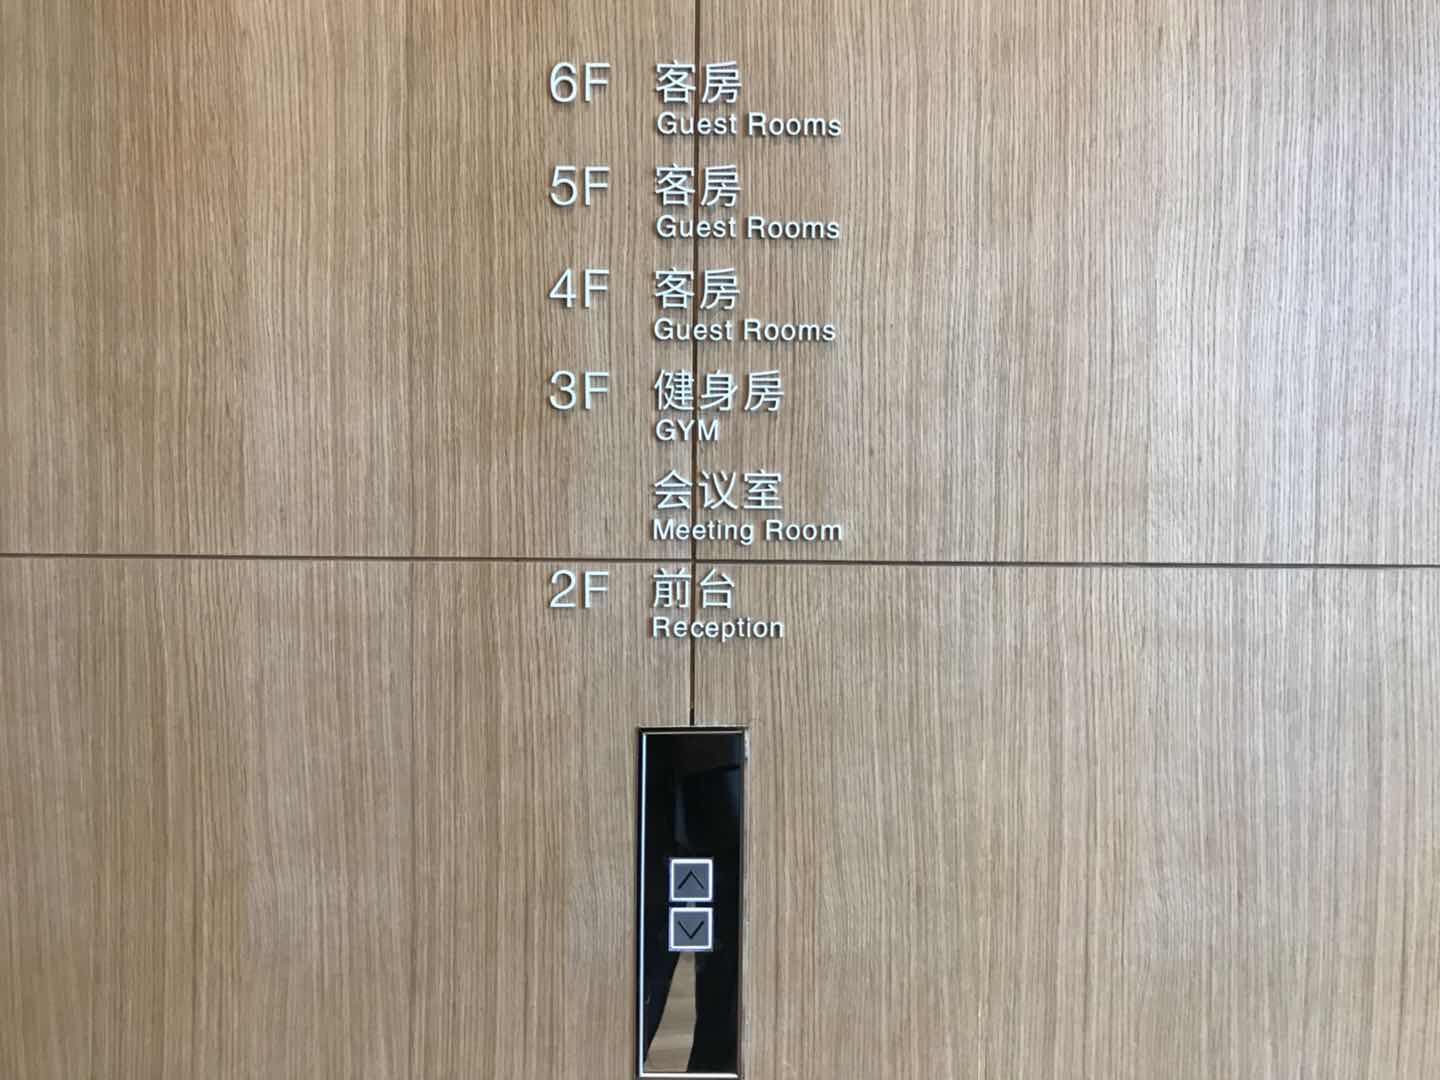 6F 客房
Guest Rooms
5F 客房
Guest Rooms
4F 客房
Guest Rooms
3F 健身房
GYM
会议室
Meeting Room
2F 前台
Reception